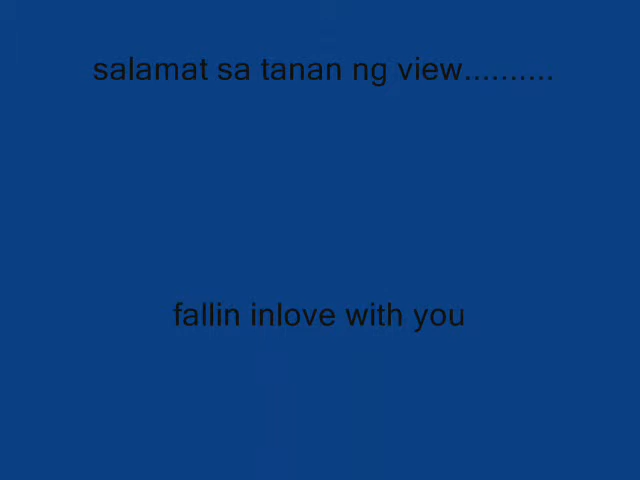 salamat sa tanan ng view..........
fallin inlove with you